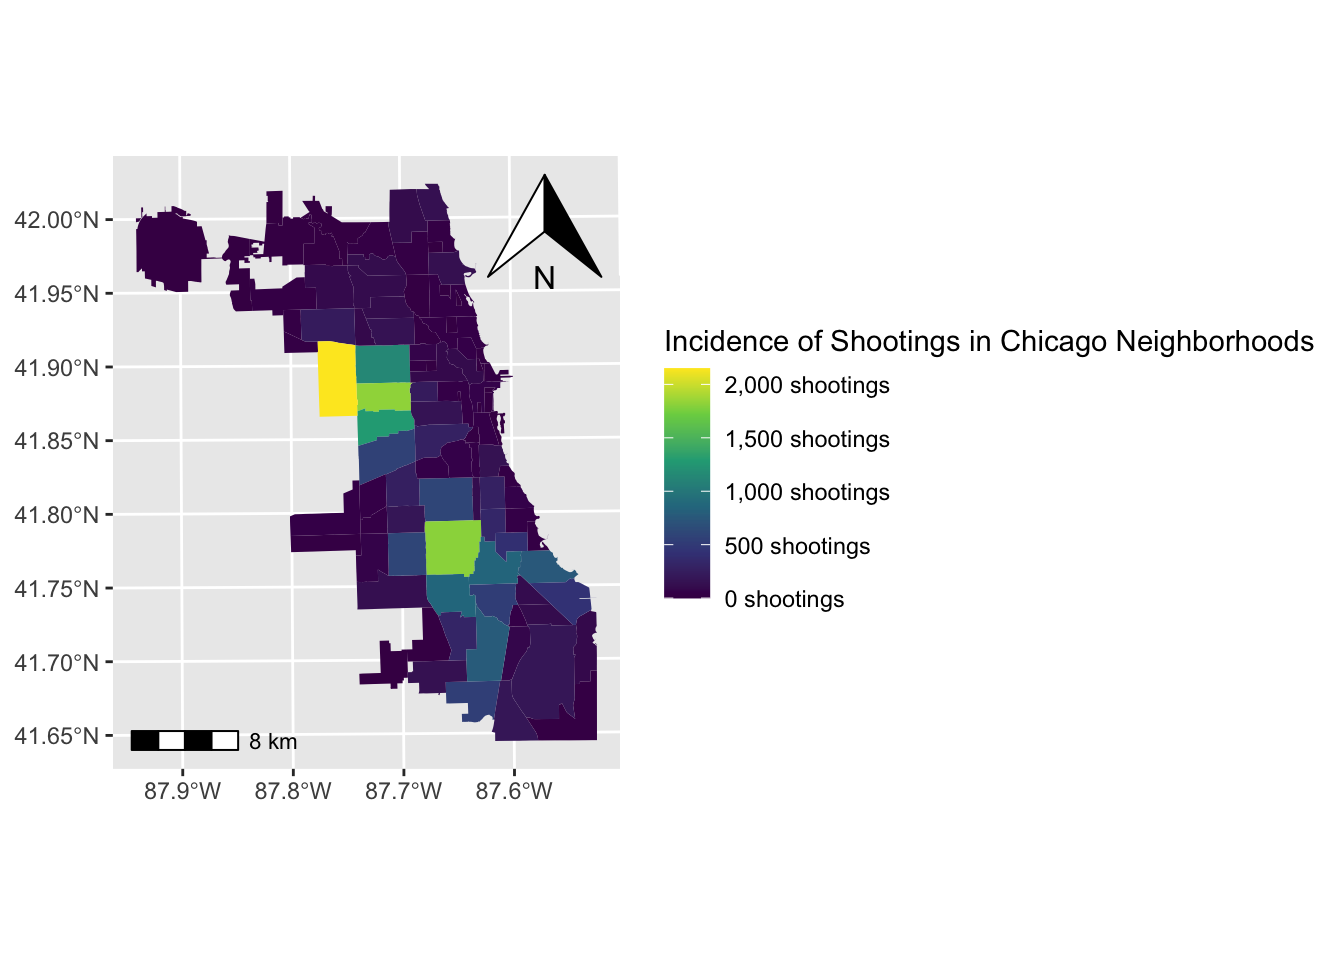 42.00°N
41.95°N
41.90°N
41.85°N
41.80°N
41.75°N
41.70°N
41.65°N
87.9°W 87.8°W 87.7°W 87.6°W
N
8 km
Incidence of Shootings in Chicago Neighborhoods
2,000 shootings
1,500 shootings
1,000 shootings
500 shootings
0 shootings